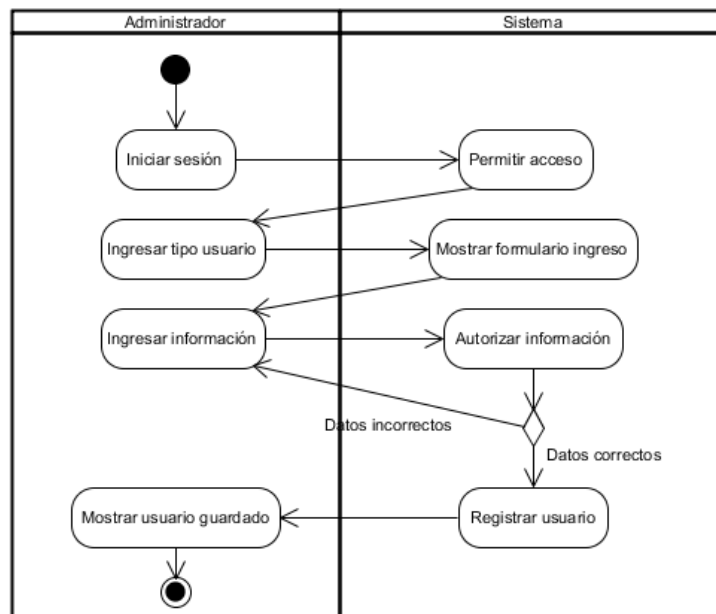 Administrador
Sistema
Iniciar sesión
Permitir acceso
Ingresar tipo usuario
Mostrar formulario ingreso
Ingresar información
Autorizar información
Datos incorrectos
Datos correctos
Mostrar usuario guardado
Registrar usuario